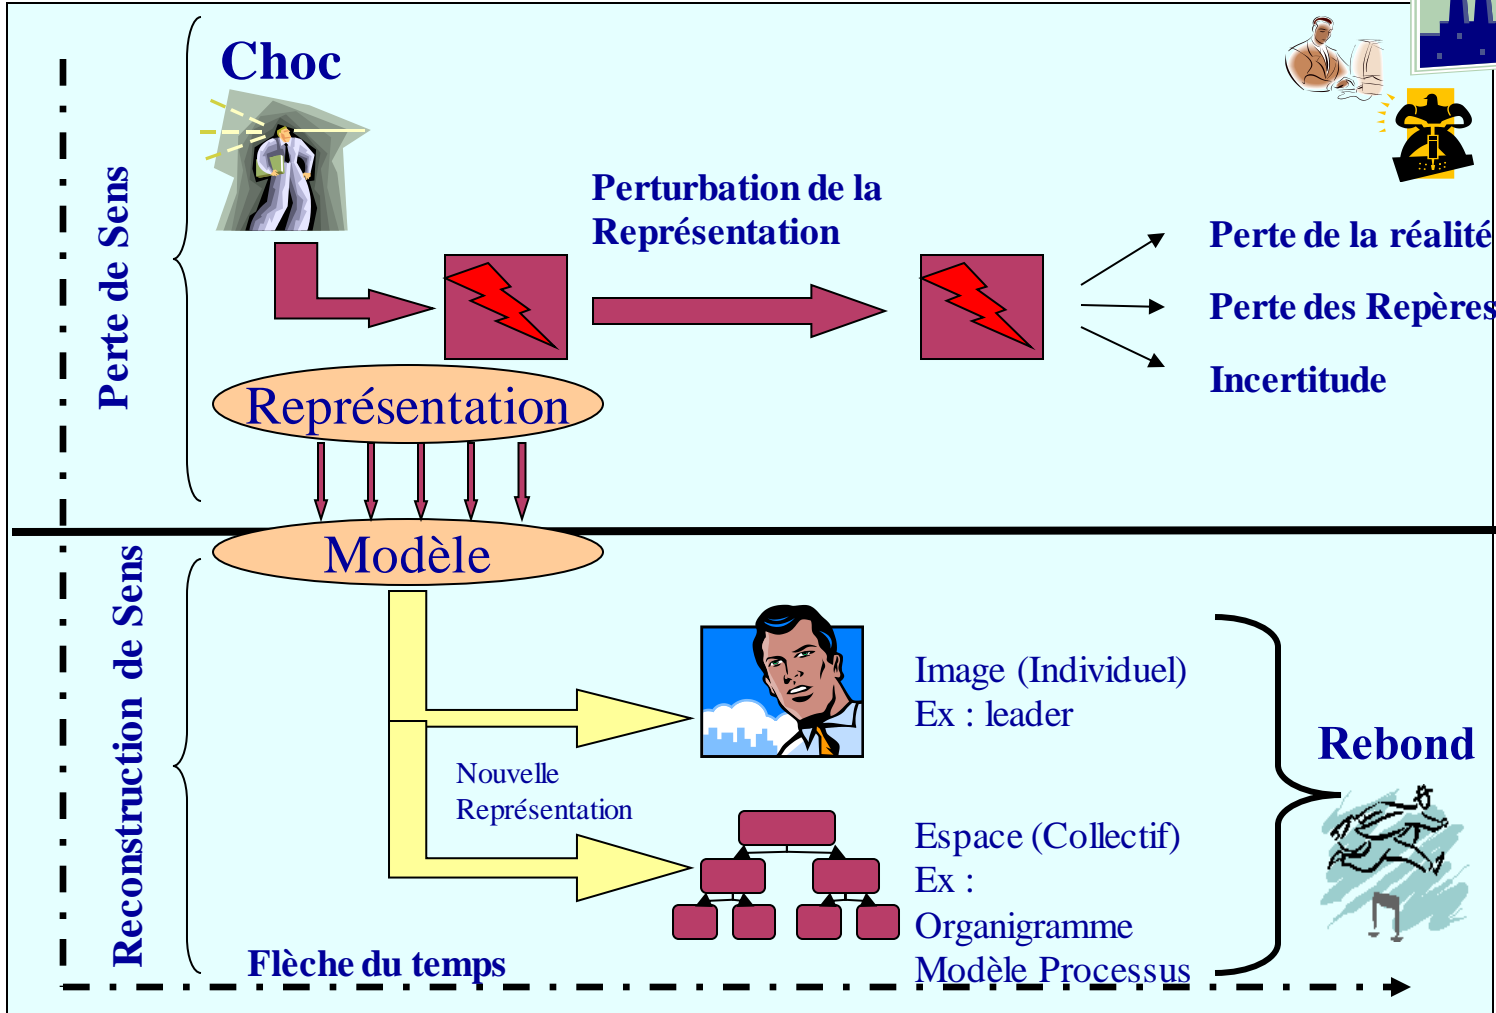 Choc
Perte de Sens
Perturbation de la
Représentation
Perte de la réalité
Perte des Repères
Incertitude
Représentation
Modèle
Reconstruction de Sens
Image (Individuel)
Ex : leader
Nouvelle
Représentation
Rebond
Espace (Collectif)
Ex :
Organigramme
Modèle Processus
Flèche du temps